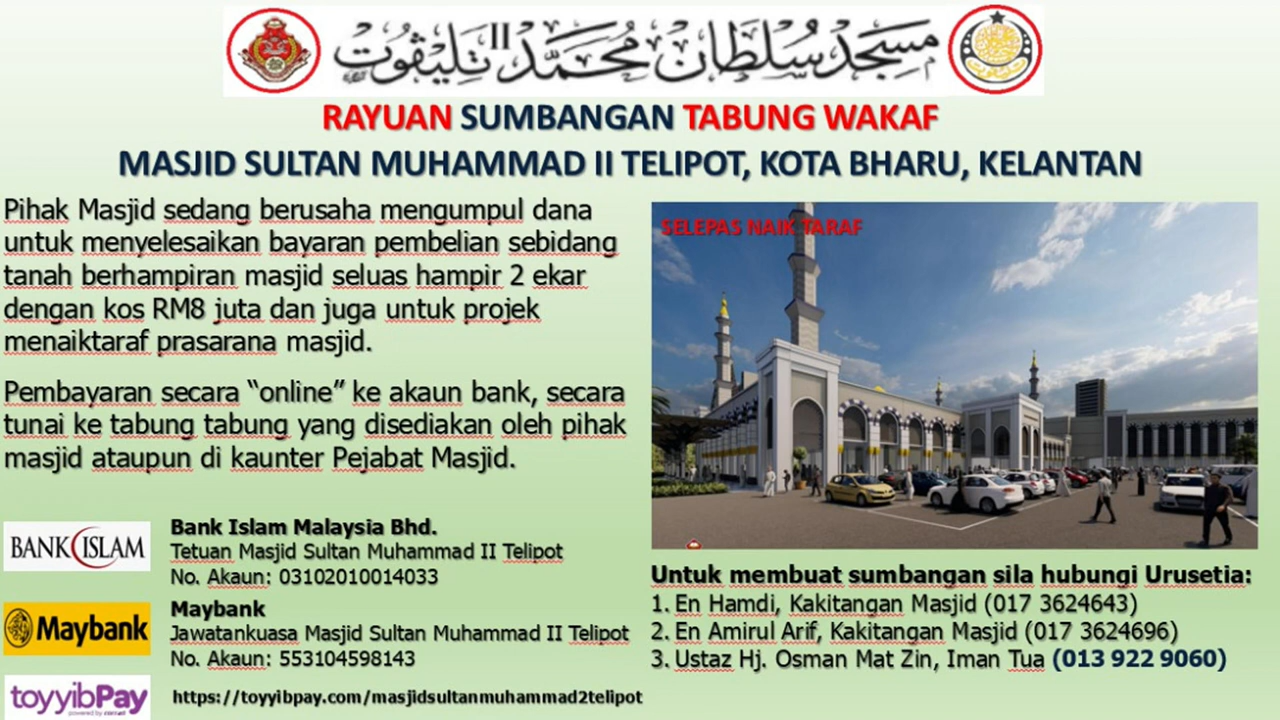 مسجد سلطان محمد II تليڤوت
RAYUAN SUMBANGAN TABUNG WAKAF
MASJID SULTAN MUHAMMAD II TELIPOT, KOTA BHARU, KELANTAN
Pihak Masjid sedang berusaha mengumpul dana
untuk menyelesaikan bayaran pembelian sebidang
tanah berhampiran masjid seluas hampir 2 ekar
dengan kos RM8 juta dan juga untuk projek
menaiktaraf prasarana masjid.
Pembayaran secara “online” ke akaun bank, secara
tunai ke tabung tabung yang disediakan oleh pihak
masjid ataupun di kaunter Pejabat Masjid.
BANK ISLAM
Bank Islam Malaysia Bhd.
Tetuan Masjid Sultan Muhammad II Telipot
No. Akaun: 03102010014033
Maybank
Maybank
Jawatankuasa Masjid Sultan Muhammad II Telipot
No. Akaun: 553104598143
toyyibPay
https://toyyibpay.com/masjidsultanmuhammad2telipot
SELEPAS NAIK TARAF
Untuk membuat sumbangan sila hubungi Urusetia:
1. En Hamdi, Kakitangan Masjid (017 3624643)
2. En Amirul Arif, Kakitangan Masjid (017 3624696)
3. Ustaz Hj. Osman Mat Zin, Iman Tua (013 922 9060)